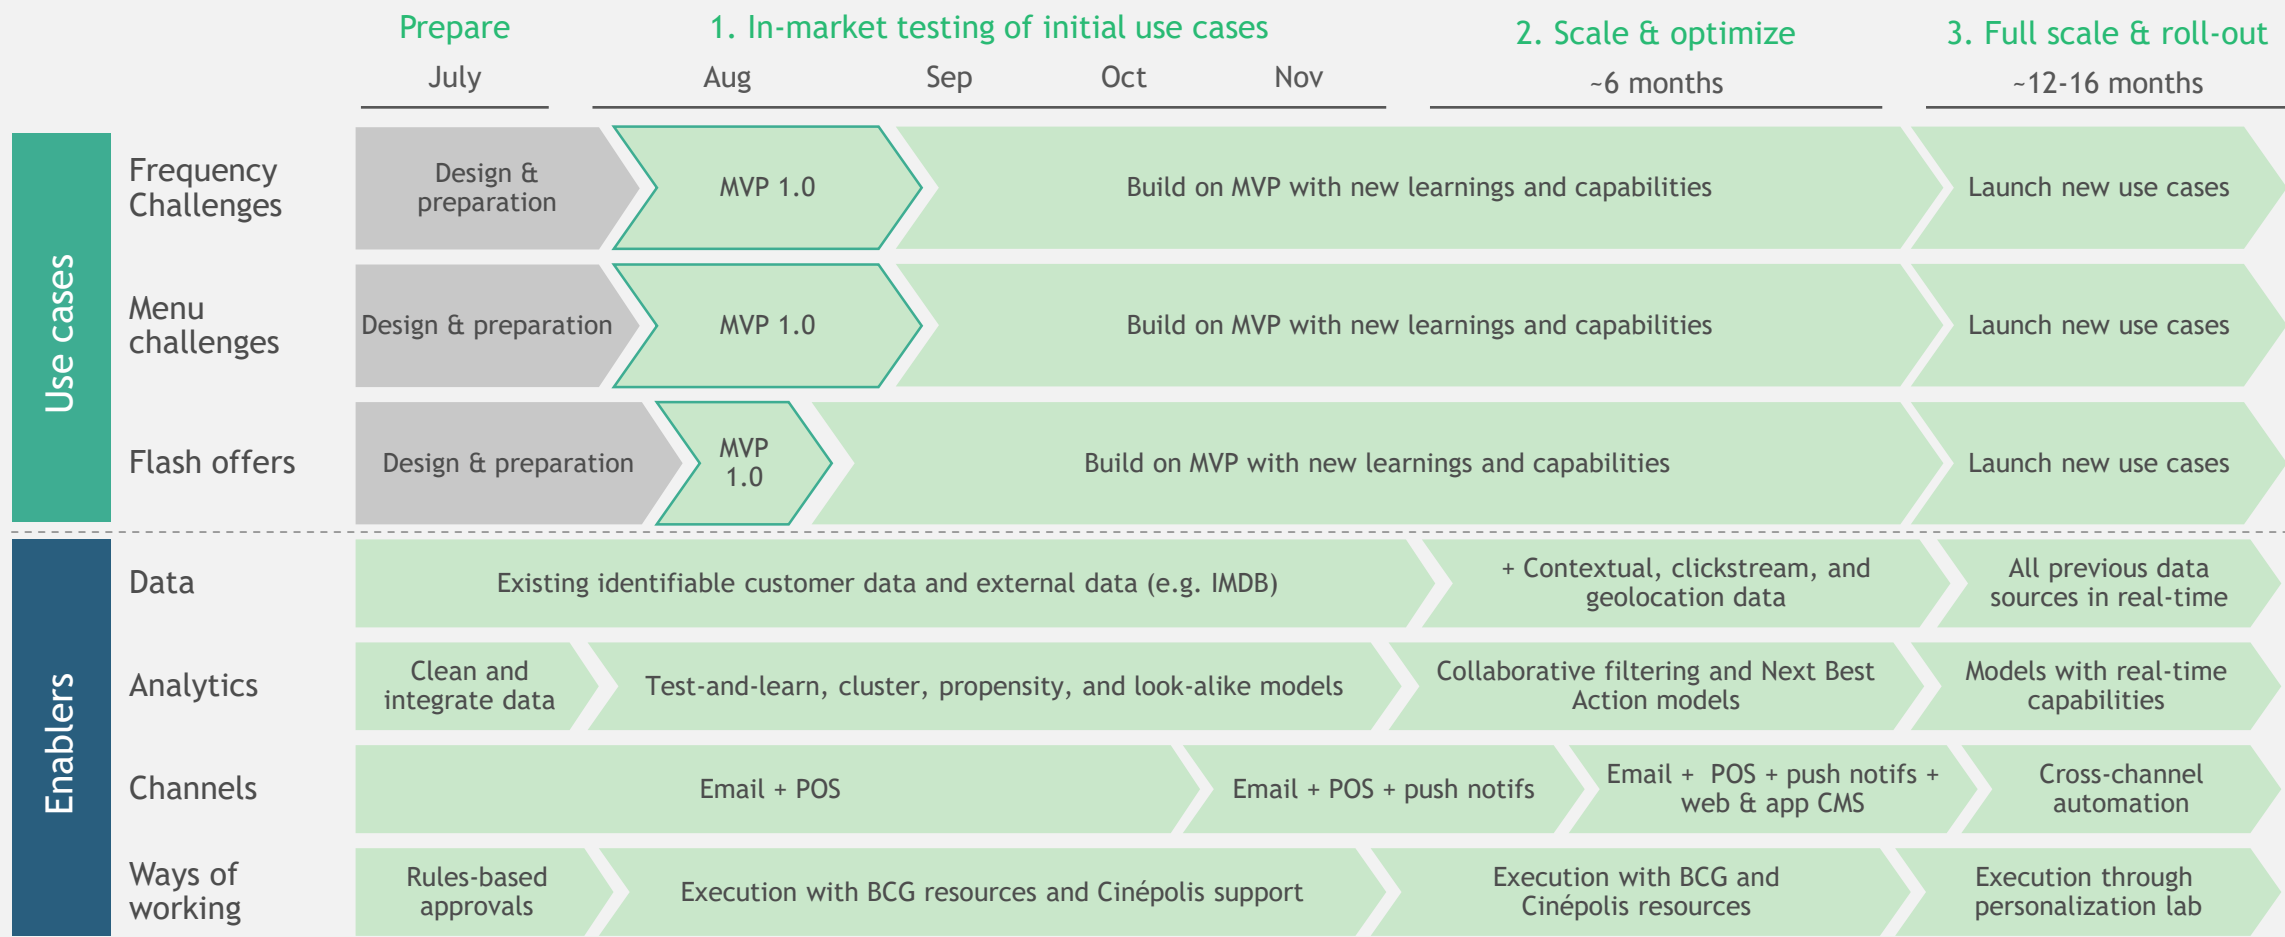 Prepare
1. In-market testing of initial use cases
2. Scale & optimize
3. Full scale & roll-out
July
Aug
Sep
Oct
Nov
~6 months
~12-16 months
Use cases
Frequency
Challenges
Design &
preparation
MVP 1.0
Build on MVP with new learnings and capabilities
Launch new use cases
Menu
challenges
Design & preparation
MVP 1.0
Build on MVP with new learnings and capabilities
Launch new use cases
Flash offers
Design & preparation
MVP
1.0
Build on MVP with new learnings and capabilities
Launch new use cases
Enablers
Data
Existing identifiable customer data and external data (e.g. IMDB)
+ Contextual, clickstream, and
geolocation data
All previous data
sources in real-time
Analytics
Clean and
integrate data
Test-and-learn, cluster, propensity, and look-alike models
Collaborative filtering and Next Best
Action models
Models with real-time
capabilities
Channels
Email + POS
Email + POS + push notifs
Email + POS + push notifs +
web & app CMS
Cross-channel
automation
Ways of
working
Rules-based
approvals
Execution with BCG resources and Cinépolis support
Execution with BCG and
Cinépolis resources
Execution through
personalization lab